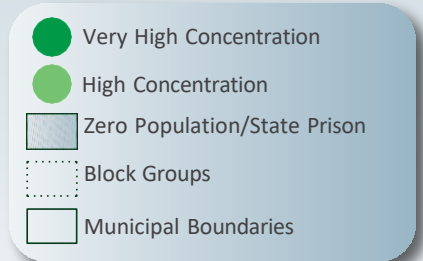 Very High Concentration
High Concentration
Zero Population/State Prison
Block Groups
Municipal Boundaries